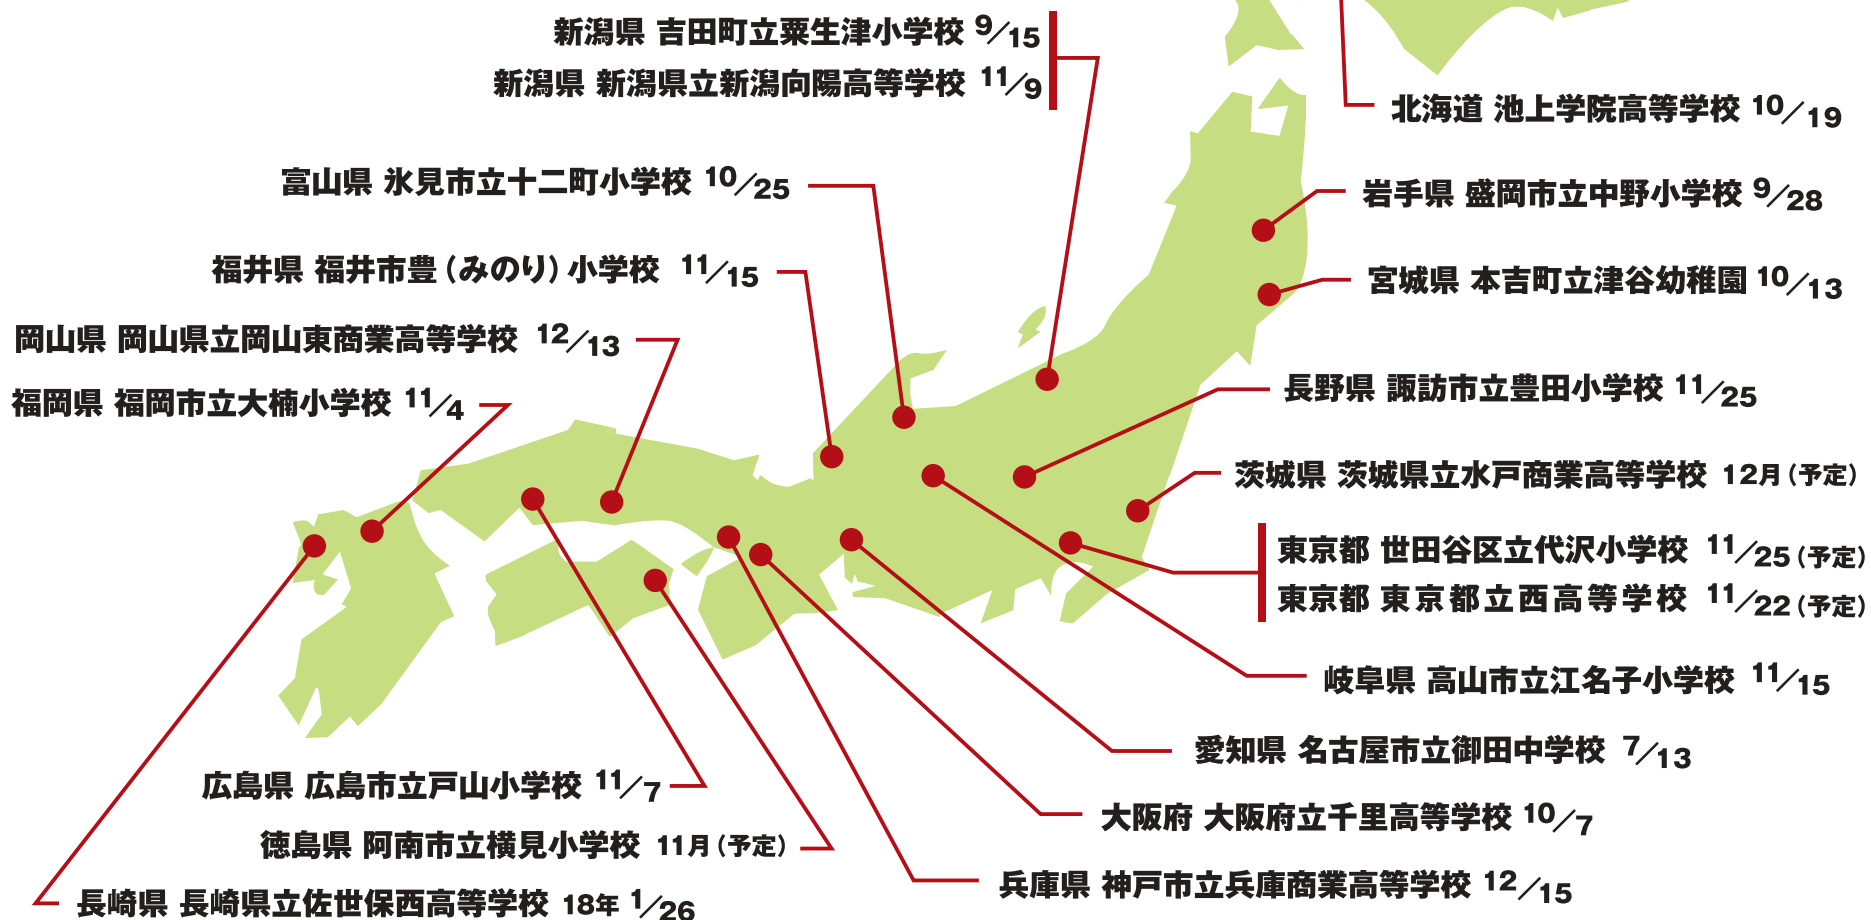 新潟県 吉田町立粟生津小学校 9/15
新潟県 新潟県立新潟向陽高等学校 11/9
北海道 池上学院高等学校 10/19
富山県 氷見市立十二町小学校 10/25
岩手県 盛岡市立中野小学校 9/28
福井県 福井市豊（みのり）小学校 11/15
宮城県 本吉町立津谷幼稚園 10/13
岡山県 岡山県立岡山東商業高等学校 12/13
長野県 諏訪市立豊田小学校 11/25
福岡県 福岡市立大楠小学校 11/4
茨城県 茨城県立水戸商業高等学校 12月（予定）
東京都 世田谷区立代沢小学校 11/25（予定）
東京都 東京都立西高等学校 11/22（予定）
岐阜県 高山市立江名子小学校 11/15
愛知県 名古屋市立御田中学校 7/13
広島県 広島市立戸山小学校 11/7
大阪府 大阪府立千里高等学校 10/7
徳島県 阿南市立横見小学校 11月（予定）
兵庫県 神戸市立兵庫商業高等学校 12/15
長崎県 長崎県立佐世保西高等学校 18年 1/26